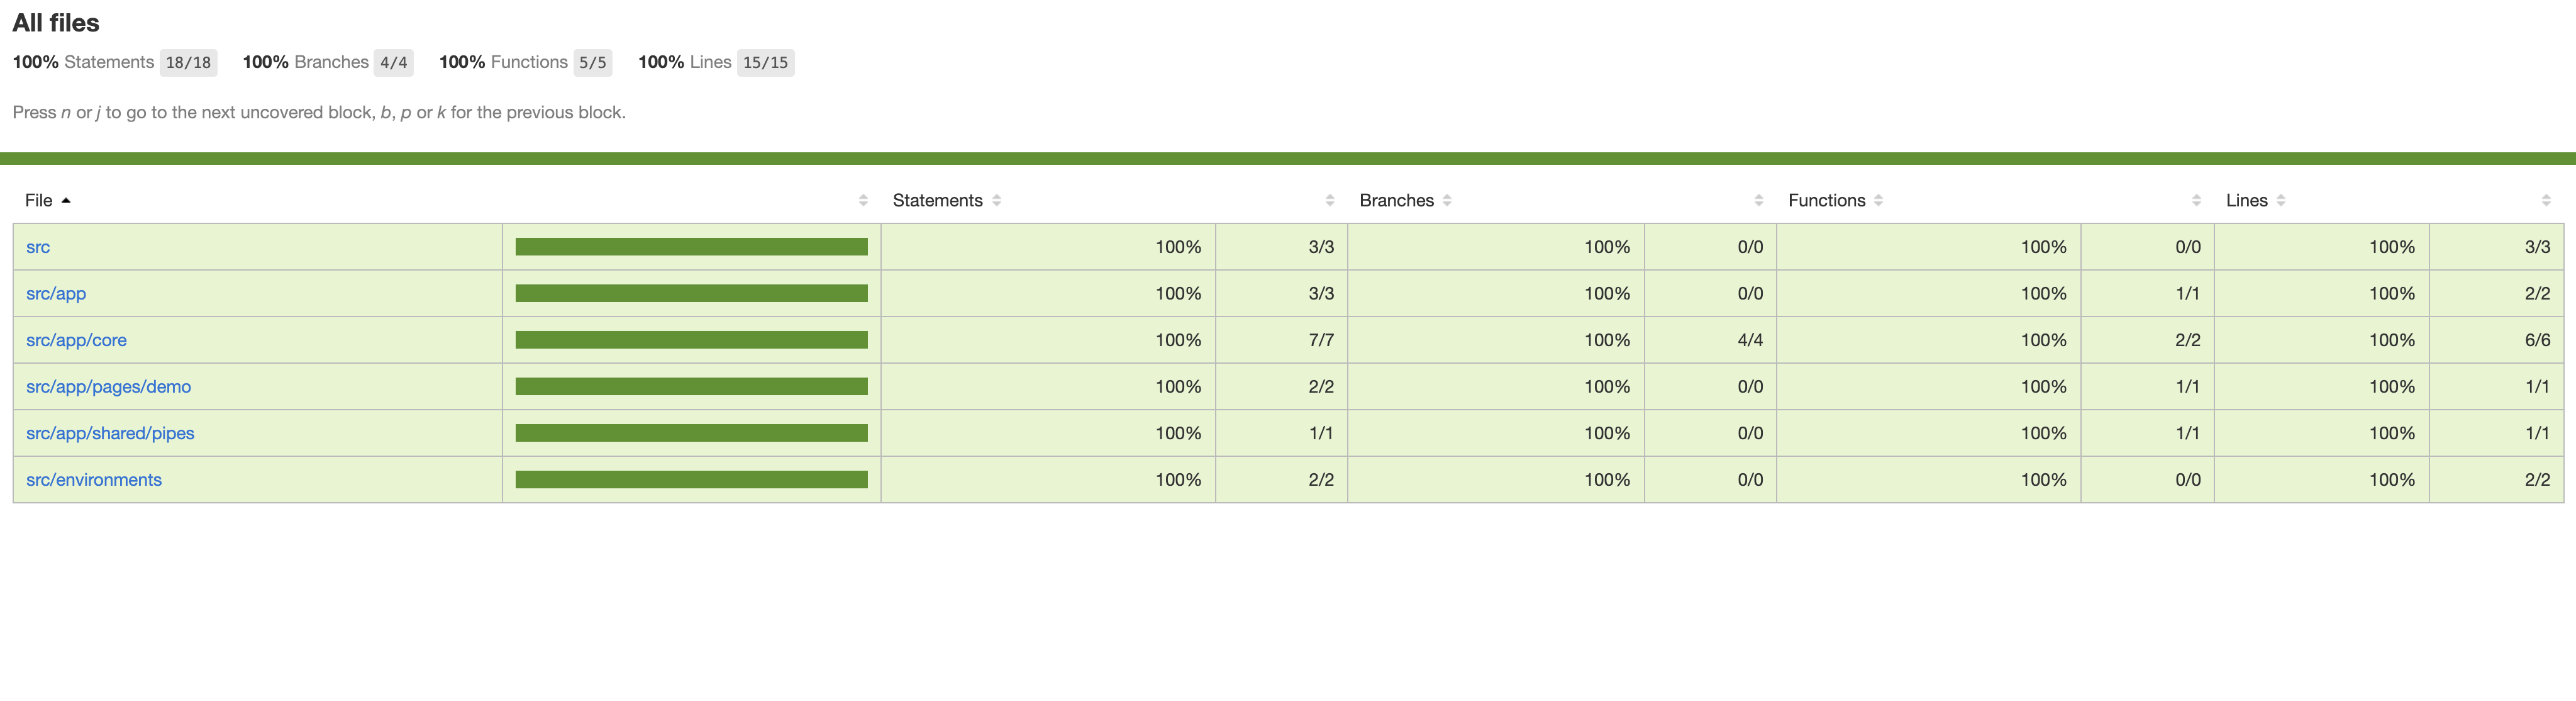 All files
100% Statements 18/18 100% Branches 4/4 100% Functions 5/5 100% Lines 15/15
Press n or j to go to the next uncovered block, b, p or k for the previous block.
File Statements Branches Functions Lines
src 100% 3/3 100% 0/0 100% 0/0 100% 3/3
src/app 100% 3/3 100% 0/0 100% 1/1 100% 2/2
src/app/core 100% 7/7 100% 4/4 100% 2/2 100% 6/6
src/app/pages/demo 100% 2/2 100% 0/0 100% 1/1 100% 1/1
src/app/shared/pipes 100% 1/1 100% 0/0 100% 1/1 100% 1/1
src/environments 100% 2/2 100% 0/0 100% 0/0 100% 2/2